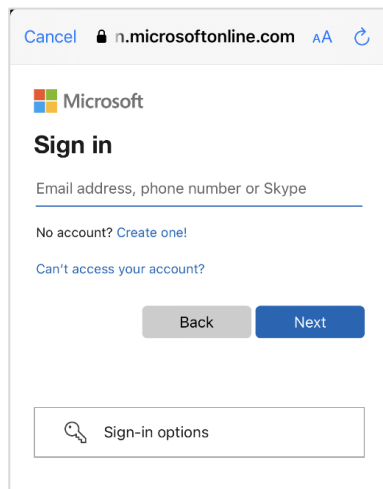 Cancel n.microsoftonline.com AA
Microsoft
Sign in
Email address, phone number or Skype
No account? Create one!
Can't access your account?
Back Next
Sign-in options